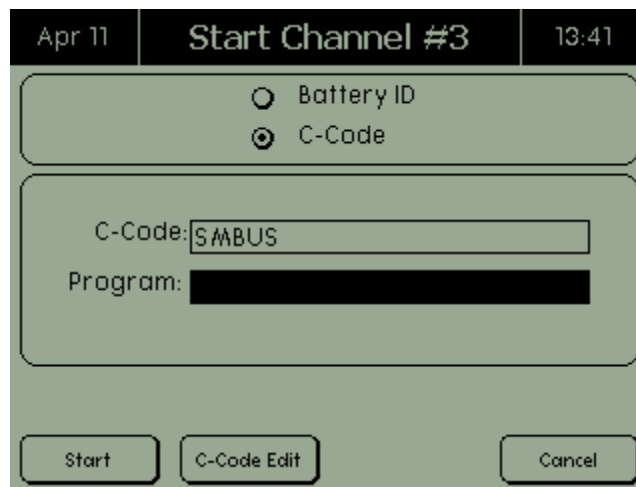 Apr 11 Start Channel #3 13:41
Battery ID
C-Code
C-Code: SMBUS
Program:
Start C-Code Edit Cancel